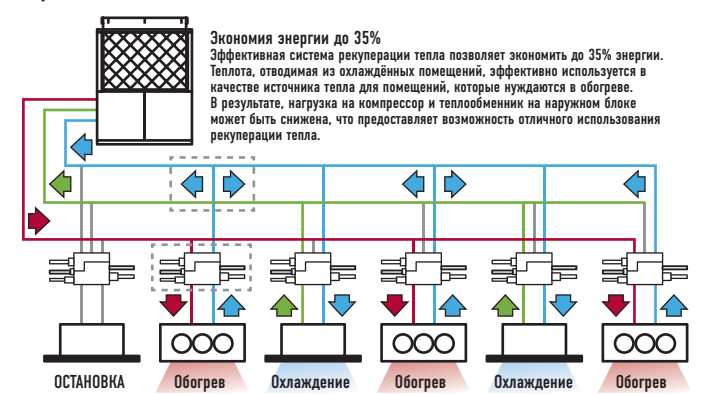 Экономия энергии до 35%
Эффективная система рекуперации тепла позволяет экономить до 35% энергии.
Теплота, отводимая из охлаждённых помещений, эффективно используется в
качестве источника тепла для помещений, которые нуждаются в обогреве.
В результате, нагрузка на компрессор и теплообменник на наружном блоке
может быть снижена, что предоставляет возможность отличного использования
рекуперации тепла.
ОСТАНОВКА
Обогрев
Охлаждение
Обогрев
Охлаждение
Обогрев